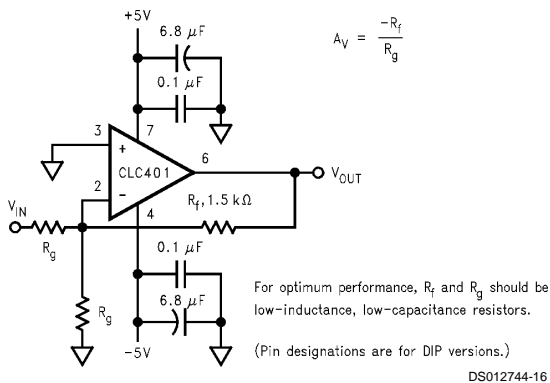 +5V
6.8 µF
0.1 µF
A_V = -R_f / R_g
3
7
+
CLC401
6
V_OUT
2
−
R_f, 1.5 kΩ
4
V_IN
R_g
0.1 µF
R_g
6.8 µF
-5V
For optimum performance, R_f and R_g should be
low-inductance, low-capacitance resistors.
(Pin designations are for DIP versions.)
DS012744-16